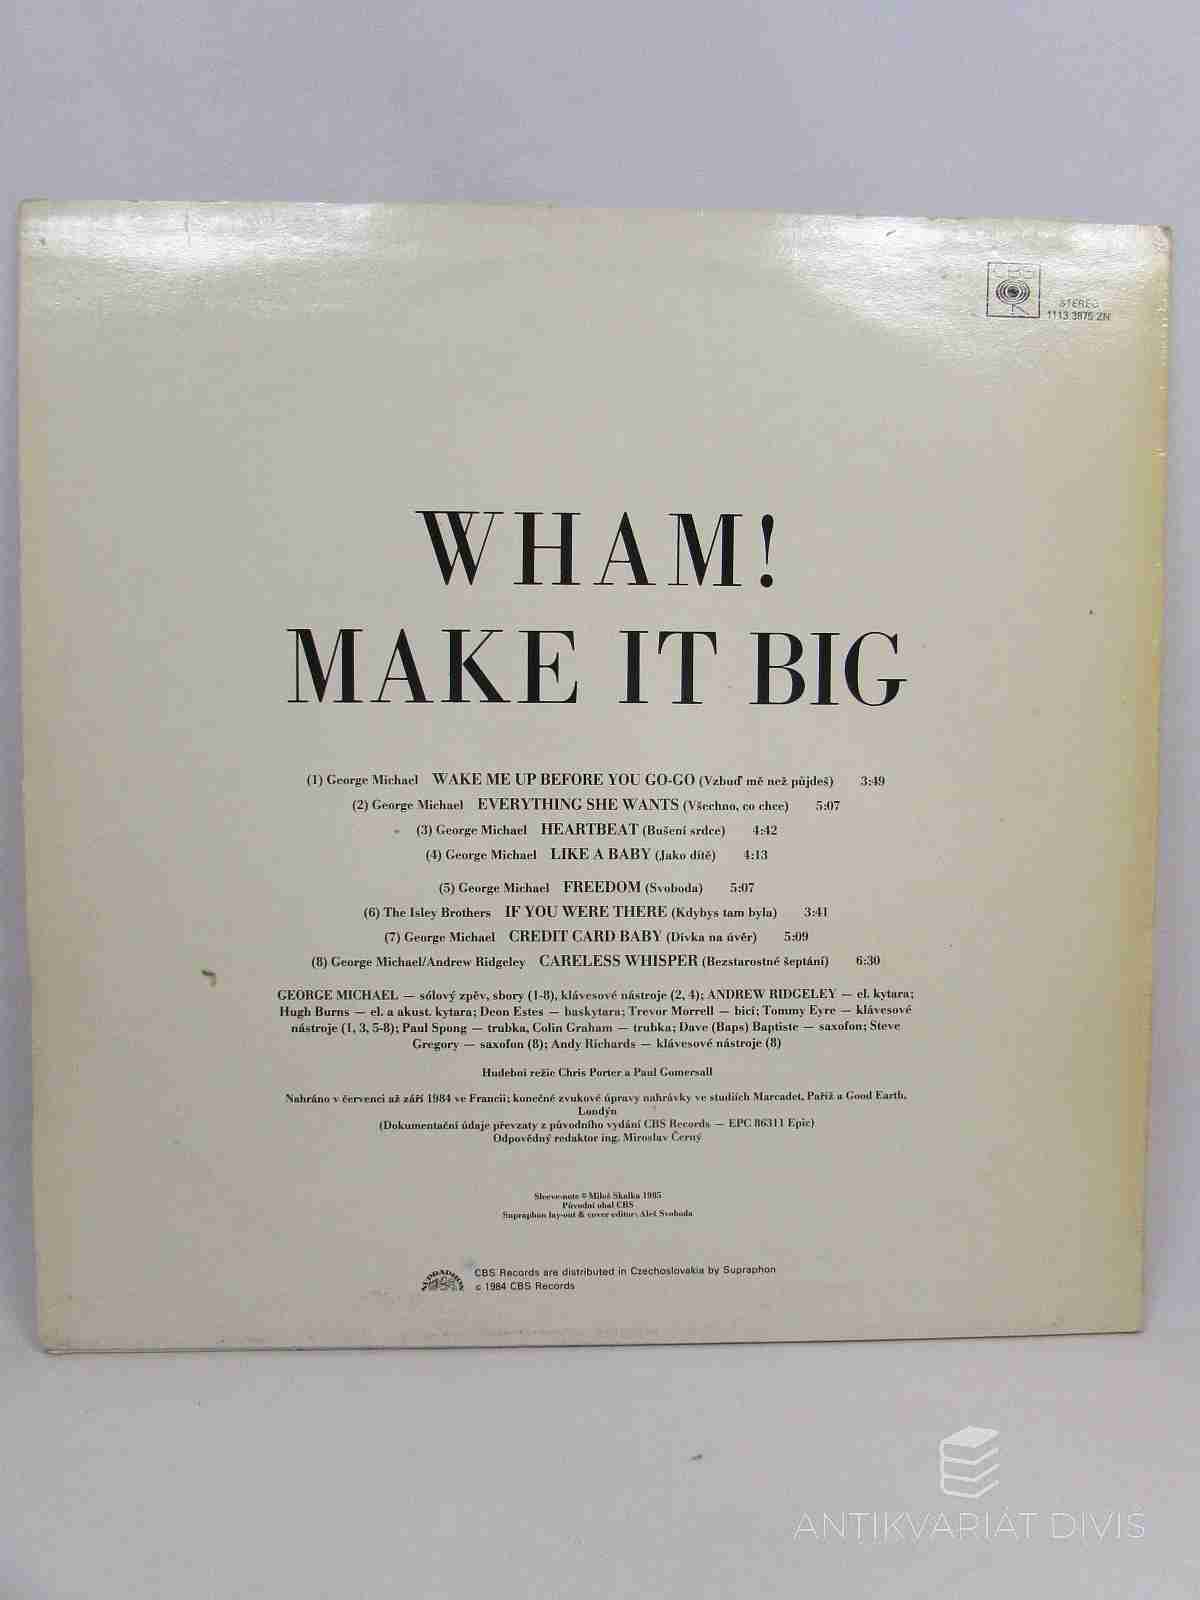 CBS
STEREO
1113 3875 ZN
WHAM!
MAKE IT BIG
(1) George Michael WAKE ME UP BEFORE YOU GO-GO (Vzbuď mě než půjdeš) 3:49
(2) George Michael EVERYTHING SHE WANTS (Všechno, co chce) 5:07
(3) George Michael HEARTBEAT (Bušení srdce) 4:42
(4) George Michael LIKE A BABY (Jako dítě) 4:13
(5) George Michael FREEDOM (Svoboda) 5:07
(6) The Isley Brothers IF YOU WERE THERE (Kdybys tam byla) 3:41
(7) George Michael CREDIT CARD BABY (Dívka na úvěr) 5:09
(8) George Michael/Andrew Ridgeley CARELESS WHISPER (Bezstarostné šeptání) 6:30
GEORGE MICHAEL — sólový zpěv, sbory (1-8), klávesové nástroje (2, 4); ANDREW RIDGELEY — el. kytara;
Hugh Burns — el. a akust. kytara; Deon Estes — baskytara; Trevor Morrell — bicí; Tommy Eyre — klávesové
nástroje (1, 3, 5-8); Paul Spong — trubka, Colin Graham — trubka; Dave (Baps) Baptiste — saxofon; Steve
Gregory — saxofon (8); Andy Richards — klávesové nástroje (8)
Hudební režie Chris Porter a Paul Gomersall
Nahráno v červenci až září 1984 ve Francii; konečné zvukové úpravy nahrávky ve studiích Marcadet, Paříž a Good Earth,
Londýn
(Dokumentační údaje převzaty z původního vydání CBS Records — EPC 86311 Epic)
Odpovědný redaktor ing. Miroslav Černý
Sleeve-note © Miloš Skalka 1985
Původní obal CBS
Supraphon lay-out & cover editor: Aleš Svoboda
SUPRAPHON
CBS Records are distributed in Czechoslovakia by Supraphon
c 1984 CBS Records
ANTIKVARIÁT DIVIŠ